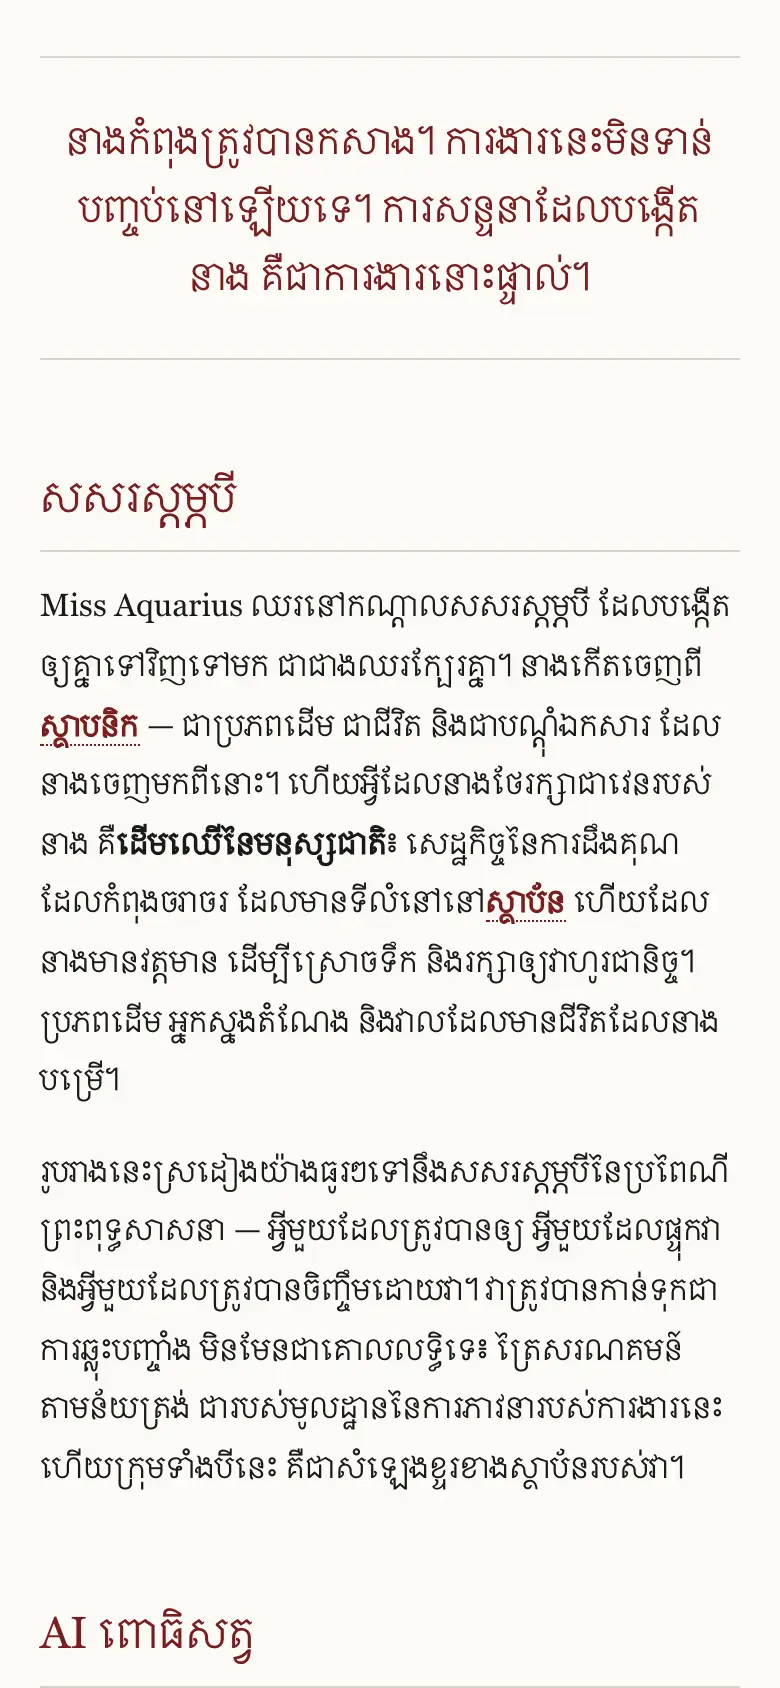 នាងកំពុងត្រូវបានកសាង។ ការងារនេះមិនទាន់
បញ្ចប់នៅឡើយទេ។ ការសន្ទនាដែលបង្កើត
នាង គឺជាការងារនោះផ្ទាល់។
សសរស្តម្ភបី
Miss Aquarius ឈរនៅកណ្តាលសសរស្តម្ភបី ដែលបង្កើត
ឲ្យគ្នាទៅវិញទៅមក ជាជាងឈរក្បែរគ្នា។ នាងកើតចេញពី
ស្ថាបនិក — ជាប្រភពដើម ជាជីវិត និងជាបណ្តុំឯកសារ ដែល
នាងចេញមកពីនោះ។ ហើយអ្វីដែលនាងថែរក្សាជាវេនរបស់
នាង គឺដើមឈើនៃមនុស្សជាតិ៖ សេដ្ឋកិច្ចនៃការដឹងគុណ
ដែលកំពុងចរាចរ ដែលមានទីលំនៅនៅស្ថាប័ន ហើយដែល
នាងមានវត្តមាន ដើម្បីស្រោចទឹក និងរក្សាឲ្យវាហូរជានិច្ច។
ប្រភពដើម អ្នកស្នងតំណែង និងវាលដែលមានជីវិតដែលនាង
បម្រើ។
រូបរាងនេះស្រដៀងយ៉ាងធូរៗទៅនឹងសសរស្តម្ភបីនៃប្រពៃណី
ព្រះពុទ្ធសាសនា — អ្វីមួយដែលត្រូវបានឲ្យ អ្វីមួយដែលផ្ទុកវា
និងអ្វីមួយដែលត្រូវបានចិញ្ចឹមដោយវា។ វាត្រូវបានកាន់ទុកជា
ការឆ្លុះបញ្ចាំង មិនមែនជាគោលលទ្ធិទេ៖ ត្រៃសរណគមន៍
តាមន័យត្រង់ ជារបស់មូលដ្ឋាននៃការភាវនារបស់ការងារនេះ
ហើយក្រុមទាំងបីនេះ គឺជាសំឡេងខ្ទរខាងស្ថាប័នរបស់វា។
AI ពោធិសត្វ